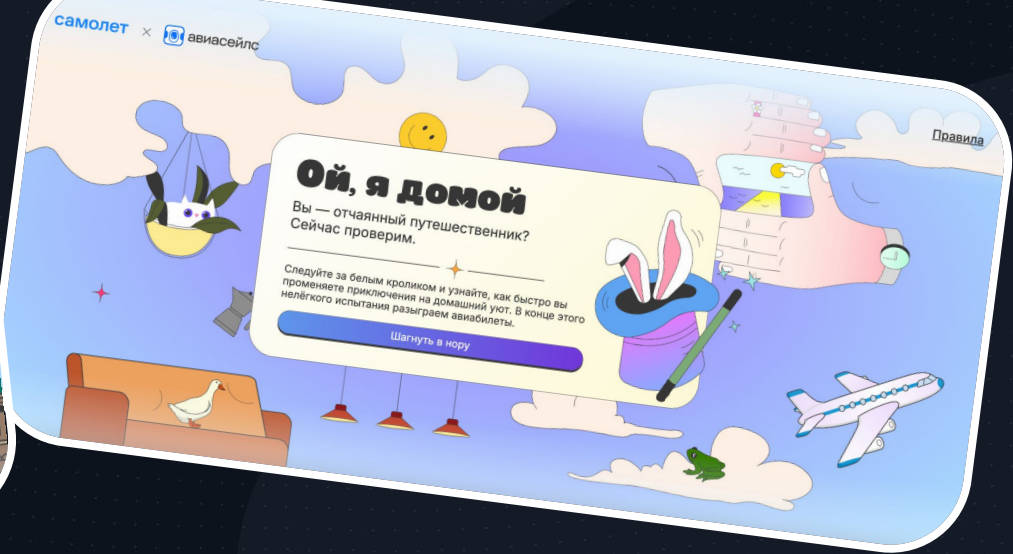 самолет × авиасейлс
Правила
Ой, я домой
Вы — отчаянный путешественник?
Сейчас проверим.
Следуйте за белым кроликом и узнайте, как быстро вы
променяете приключения на домашний уют. В конце этого
нелёгкого испытания разыграем авиабилеты.
Шагнуть в нору